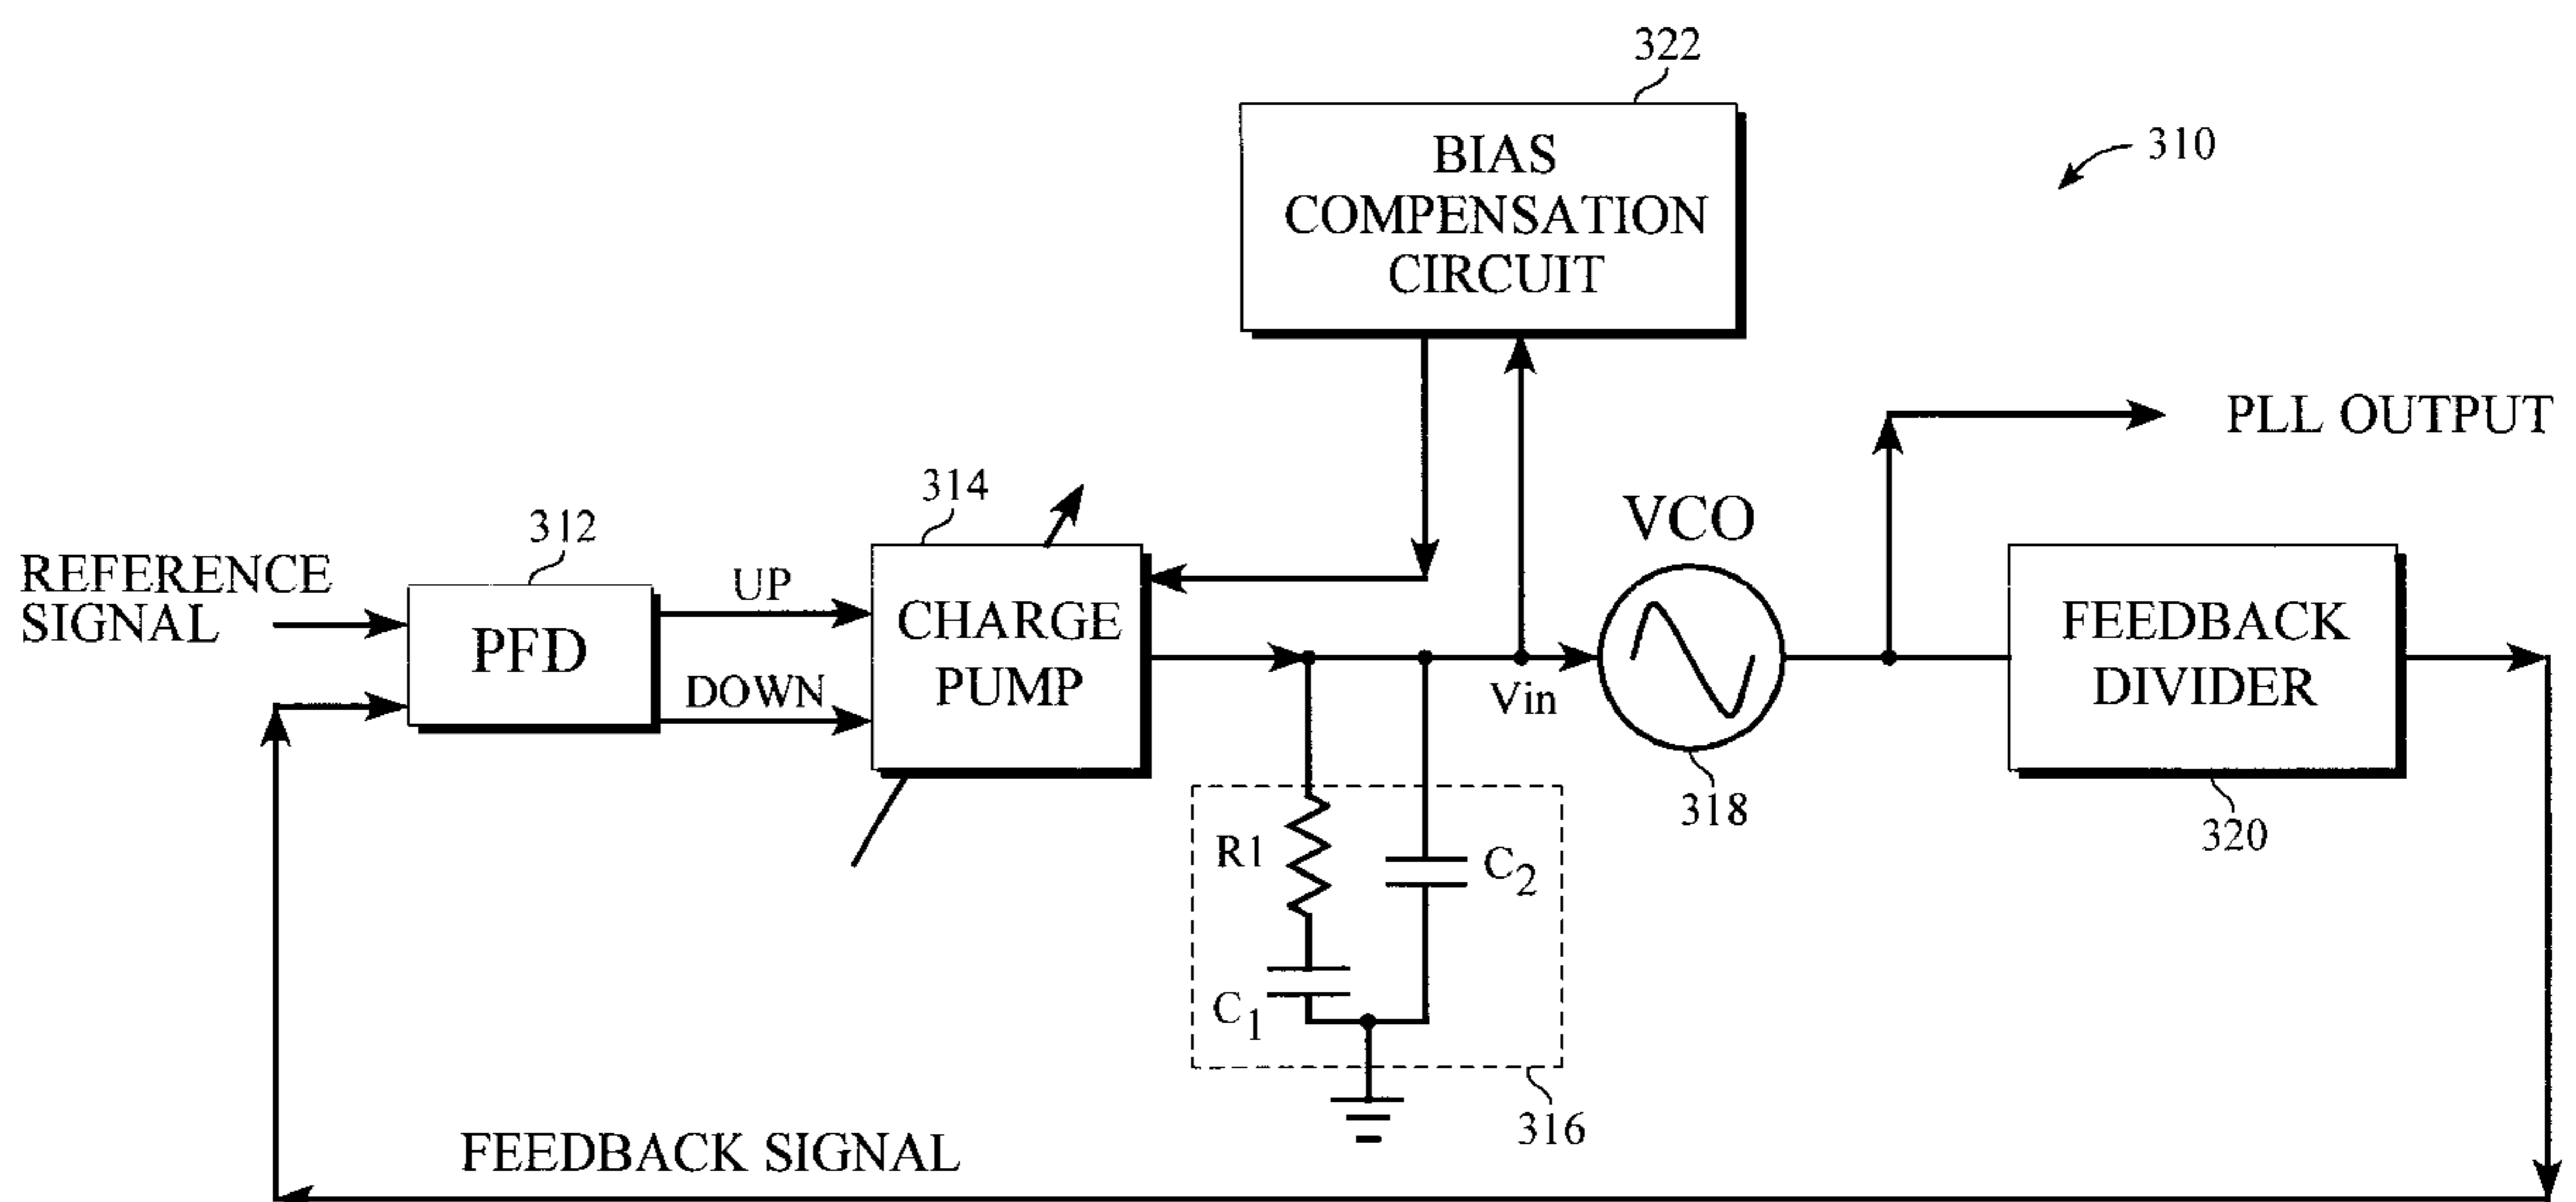 322
BIAS
COMPENSATION
CIRCUIT
310
PLL OUTPUT
VCO
314
312
REFERENCE
SIGNAL
PFD
UP
DOWN
CHARGE
PUMP
Vin
FEEDBACK
DIVIDER
318
320
R1
C2
C1
316
FEEDBACK SIGNAL